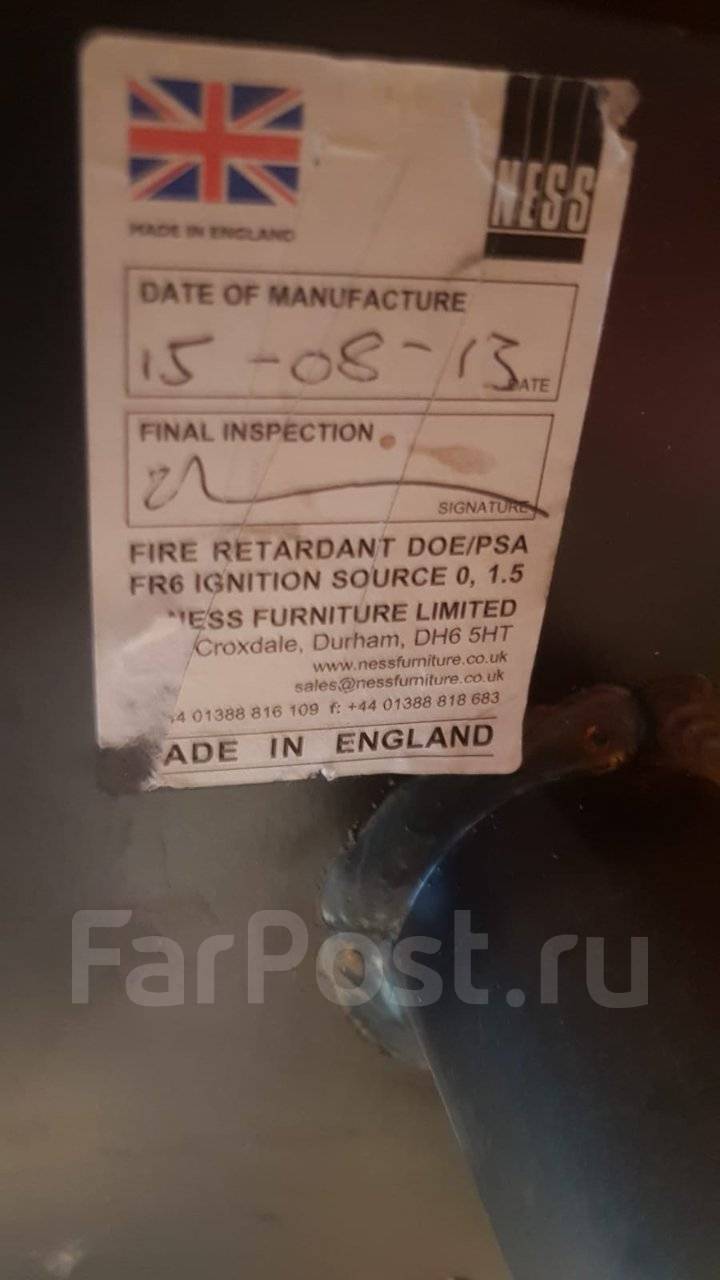 NESS
MADE IN ENGLAND
DATE OF MANUFACTURE
15-08-13
DATE
FINAL INSPECTION
SIGNATURE
FIRE RETARDANT DOE/PSA
FR6 IGNITION SOURCE 0, 1.5
NESS FURNITURE LIMITED
Croxdale, Durham, DH6 5HT
www.nessfurniture.co.uk
sales@nessfurniture.co.uk
44 01388 816 109 f: +44 01388 818 683
ADE IN ENGLAND
FarPost.ru